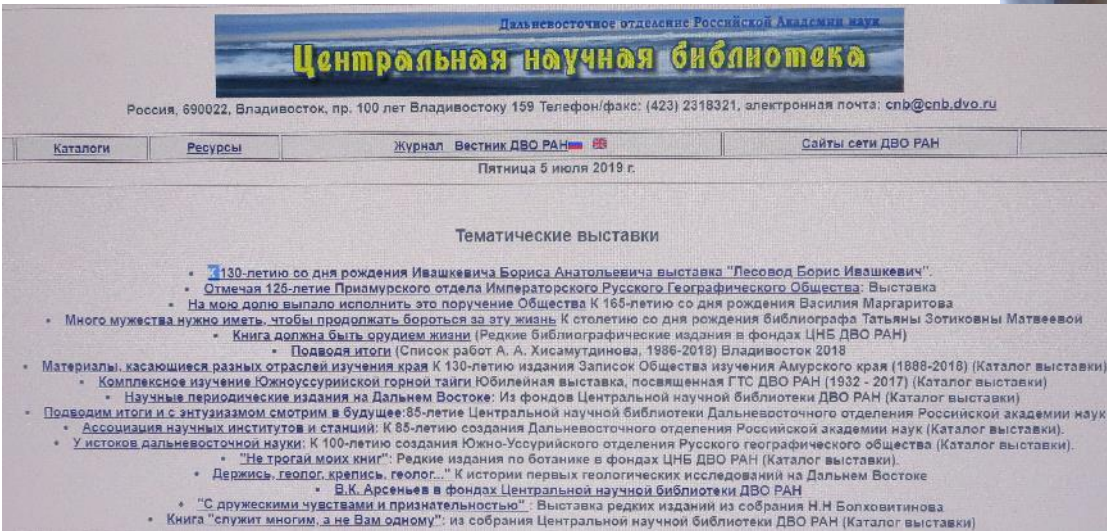 Дальневосточное отделение Российской Академии наук
Центральная научная библиотека
Россия, 690022, Владивосток, пр. 100 лет Владивостоку 159 Телефон/факс: (423) 2318321, электронная почта: cnb@cnb.dvo.ru
Каталоги Ресурсы Журнал Вестник ДВО РАН Сайты сети ДВО РАН
Пятница 5 июля 2019 г.
Тематические выставки
К 130-летию со дня рождения Ивашкевича Бориса Анатольевича выставка "Лесовод Борис Ивашкевич".
Отмечая 125-летие Приамурского отдела Императорского Русского Географического Общества: Выставка
На мою долю выпало исполнить это поручение Общества К 165-летию со дня рождения Василия Маргаритова
Много мужества нужно иметь, чтобы продолжать бороться за эту жизнь К столетию со дня рождения библиографа Татьяны Зотиковны Матвеевой
Книга должна быть орудием жизни (Редкие библиографические издания в фондах ЦНБ ДВО РАН)
Подводя итоги (Список работ А. А. Хисамутдинова, 1986-2018) Владивосток 2018
Материалы, касающиеся разных отраслей изучения края К 130-летию издания Записок Общества изучения Амурского края (1888-2018) (Каталог выставки)
Комплексное изучение Южноуссурийской горной тайги Юбилейная выставка, посвященная ГТС ДВО РАН (1932 - 2017) (Каталог выставки)
Научные периодические издания на Дальнем Востоке: Из фондов Центральной научной библиотеки ДВО РАН (Каталог выставки)
Подводим итоги и с энтузиазмом смотрим в будущее:85-летие Центральной научной библиотеки Дальневосточного отделения Российской академии наук
Ассоциация научных институтов и станций: К 85-летию создания Дальневосточного отделения Российской академии наук (Каталог выставки).
У истоков дальневосточной науки: К 100-летию создания Южно-Уссурийского отделения Русского географического общества (Каталог выставки).
"Не трогай моих книг": Редкие издания по ботанике в фондах ЦНБ ДВО РАН (Каталог выставки).
Держись, геолог, крепись, геолог..." К истории первых геологических исследований на Дальнем Востоке
В.К. Арсеньев в фондах Центральной научной библиотеки ДВО РАН
"С дружескими чувствами и признательностью" : Выставка редких изданий из собрания Н.Н Болховитинова
Книга "служит многим, а не Вам одному": из собрания Центральной научной библиотеки ДВО РАН (Каталог выставки)